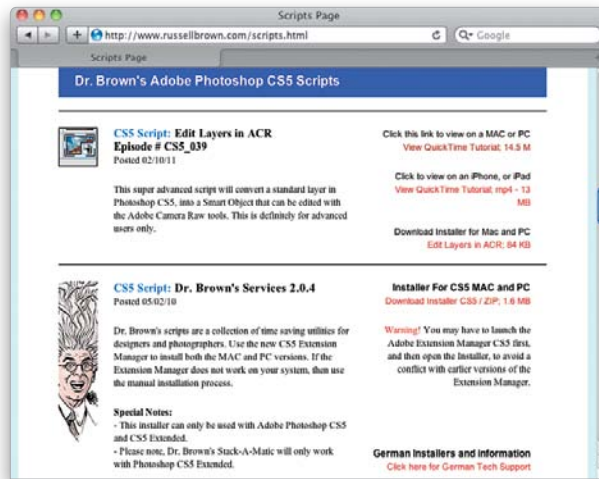 Scripts Page
http://www.russellbrown.com/scripts.html
Google
Scripts Page
Dr. Brown's Adobe Photoshop CS5 Scripts
CS5 Script: Edit Layers in ACR
Episode # CS5_039
Posted 02/10/11
This super advanced script will convert a standard layer in
Photoshop CS5, into a Smart Object that can be edited with
the Adobe Camera Raw tools. This is definitely for advanced
users only.
Click this link to view on a MAC or PC
View QuickTime Tutorial; 14.5 M
Click to view on an iPhone, or iPad
View QuickTime Tutorial; mp4 - 13
MB
Download Installer for Mac and PC
Edit Layers in ACR; 84 KB
CS5 Script: Dr. Brown's Services 2.0.4
Posted 05/02/10
Dr. Brown's scripts are a collection of time saving utilities for
designers and photographers. Use the new CS5 Extension
Manager to install both the MAC and PC versions. If the
Extension Manager does not work on your system, then use
the manual installation process.
Special Notes:
- This installer can only be used with Adobe Photoshop CS5
and CS5 Extended.
- Please note, Dr. Brown's Stack-A-Matic will only work
with Photoshop CS5 Extended.
Installer For CS5 MAC and PC
Download Installer CS5 / ZIP; 1.6 MB
Warning! You may have to launch the
Adobe Extension Manager CS5 first,
and then open the Installer, to avoid a
conflict with earlier versions of the
Extension Manager.
German Installers and information
Click here for German Tech Support